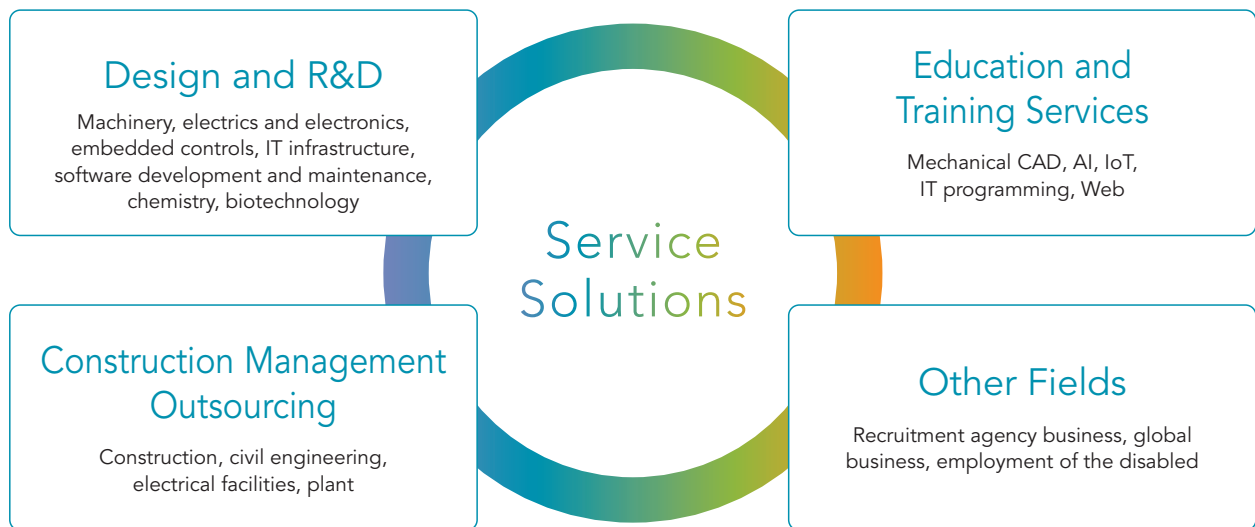 Design and R&D
Machinery, electrics and electronics,
embedded controls, IT infrastructure,
software development and maintenance,
chemistry, biotechnology
Education and
Training Services
Mechanical CAD, AI, IoT,
IT programming, Web
Service
Solutions
Construction Management
Outsourcing
Construction, civil engineering,
electrical facilities, plant
Other Fields
Recruitment agency business, global
business, employment of the disabled